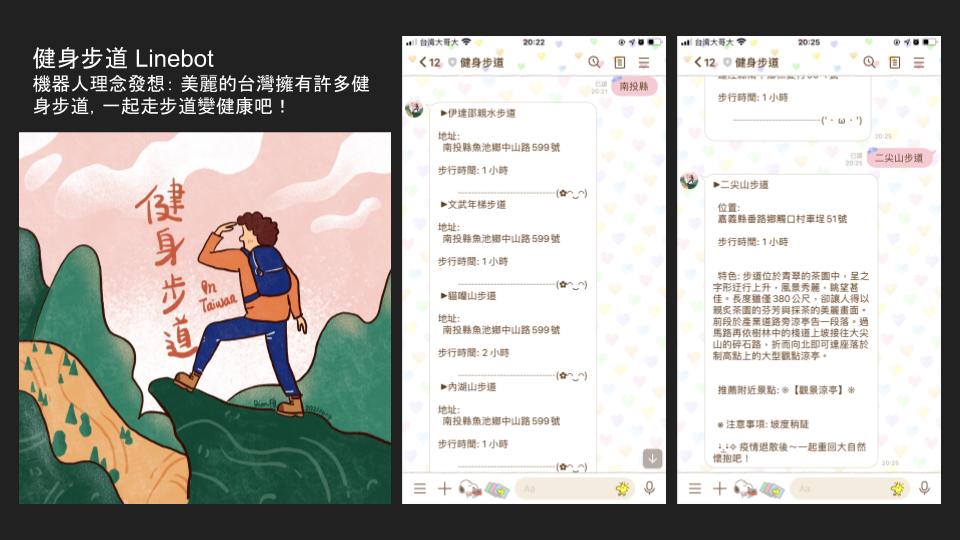 健身步道 Linebot
機器人理念發想: 美麗的台灣擁有許多健
身步道, 一起走步道變健康吧！
健身步道
in
Taiwan
台灣大哥大
20:22
12
健身步道
已讀
20:21
南投縣
►伊達邵親水步道
地址:
南投縣魚池鄉中山路599號
步行時間: 1小時
---------------------------(✿◠‿◠)
►文武年梯步道
地址:
南投縣魚池鄉中山路599號
步行時間: 1小時
---------------------------(✿◠‿◠)
►貓囒山步道
地址:
南投縣魚池鄉中山路599號
步行時間: 2小時
---------------------------(✿◠‿◠)
►內湖山步道
地址:
南投縣魚池鄉中山路599號
步行時間: 1小時
---------------------------(✿◠‿◠)
Aa
台灣大哥大
20:25
12
健身步道
步行時間: 1小時
---------------------------(‘・ω・')
20:25
已讀
20:25
二尖山步道
►二尖山步道
位置:
嘉義縣番路鄉觸口村車埕51號
步行時間: 1小時
特色: 步道位於青翠的茶園中，呈之
字形迂行上升，風景秀麗，眺望甚
佳。長度雖僅380公尺，卻讓人得以
親炙茶園的芬芳與採茶的美麗畫面。
前段於產業道路旁涼亭告一段落。過
馬路再依樹林中的棧道上坡接往大尖
山的碎石路，折而向北即可達座落於
制高點上的大型觀點涼亭。
推薦附近景點: ※【觀景涼亭】※
※注意事項: 坡度稍陡
疫情退散後～一起重回大自然
懷抱吧！
20:25
Aa